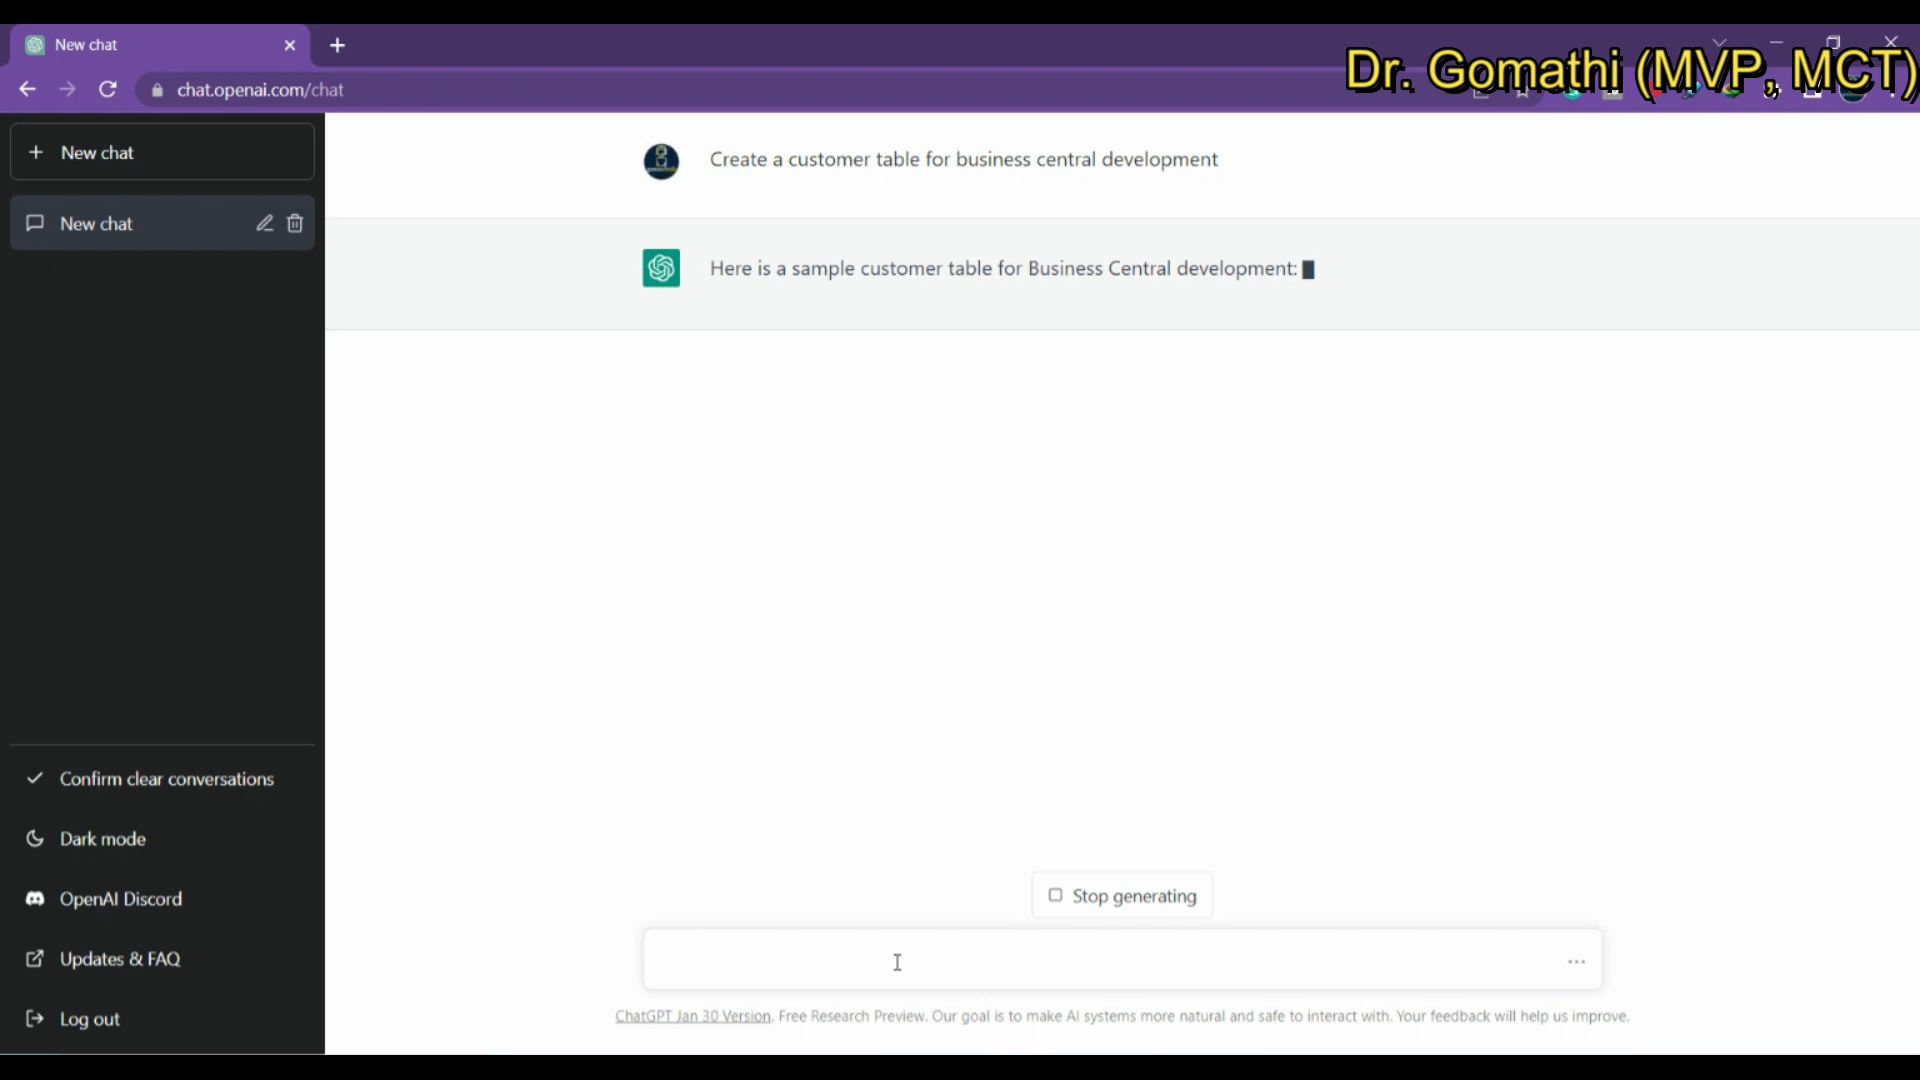 New chat
Dr. Gomathi (MVP, MCT)
chat.openai.com/chat
New chat
New chat
Create a customer table for business central development
Here is a sample customer table for Business Central development:
Confirm clear conversations
Dark mode
OpenAI Discord
Updates & FAQ
Log out
Stop generating
ChatGPT Jan 30 Version. Free Research Preview. Our goal is to make AI systems more natural and safe to interact with. Your feedback will help us improve.